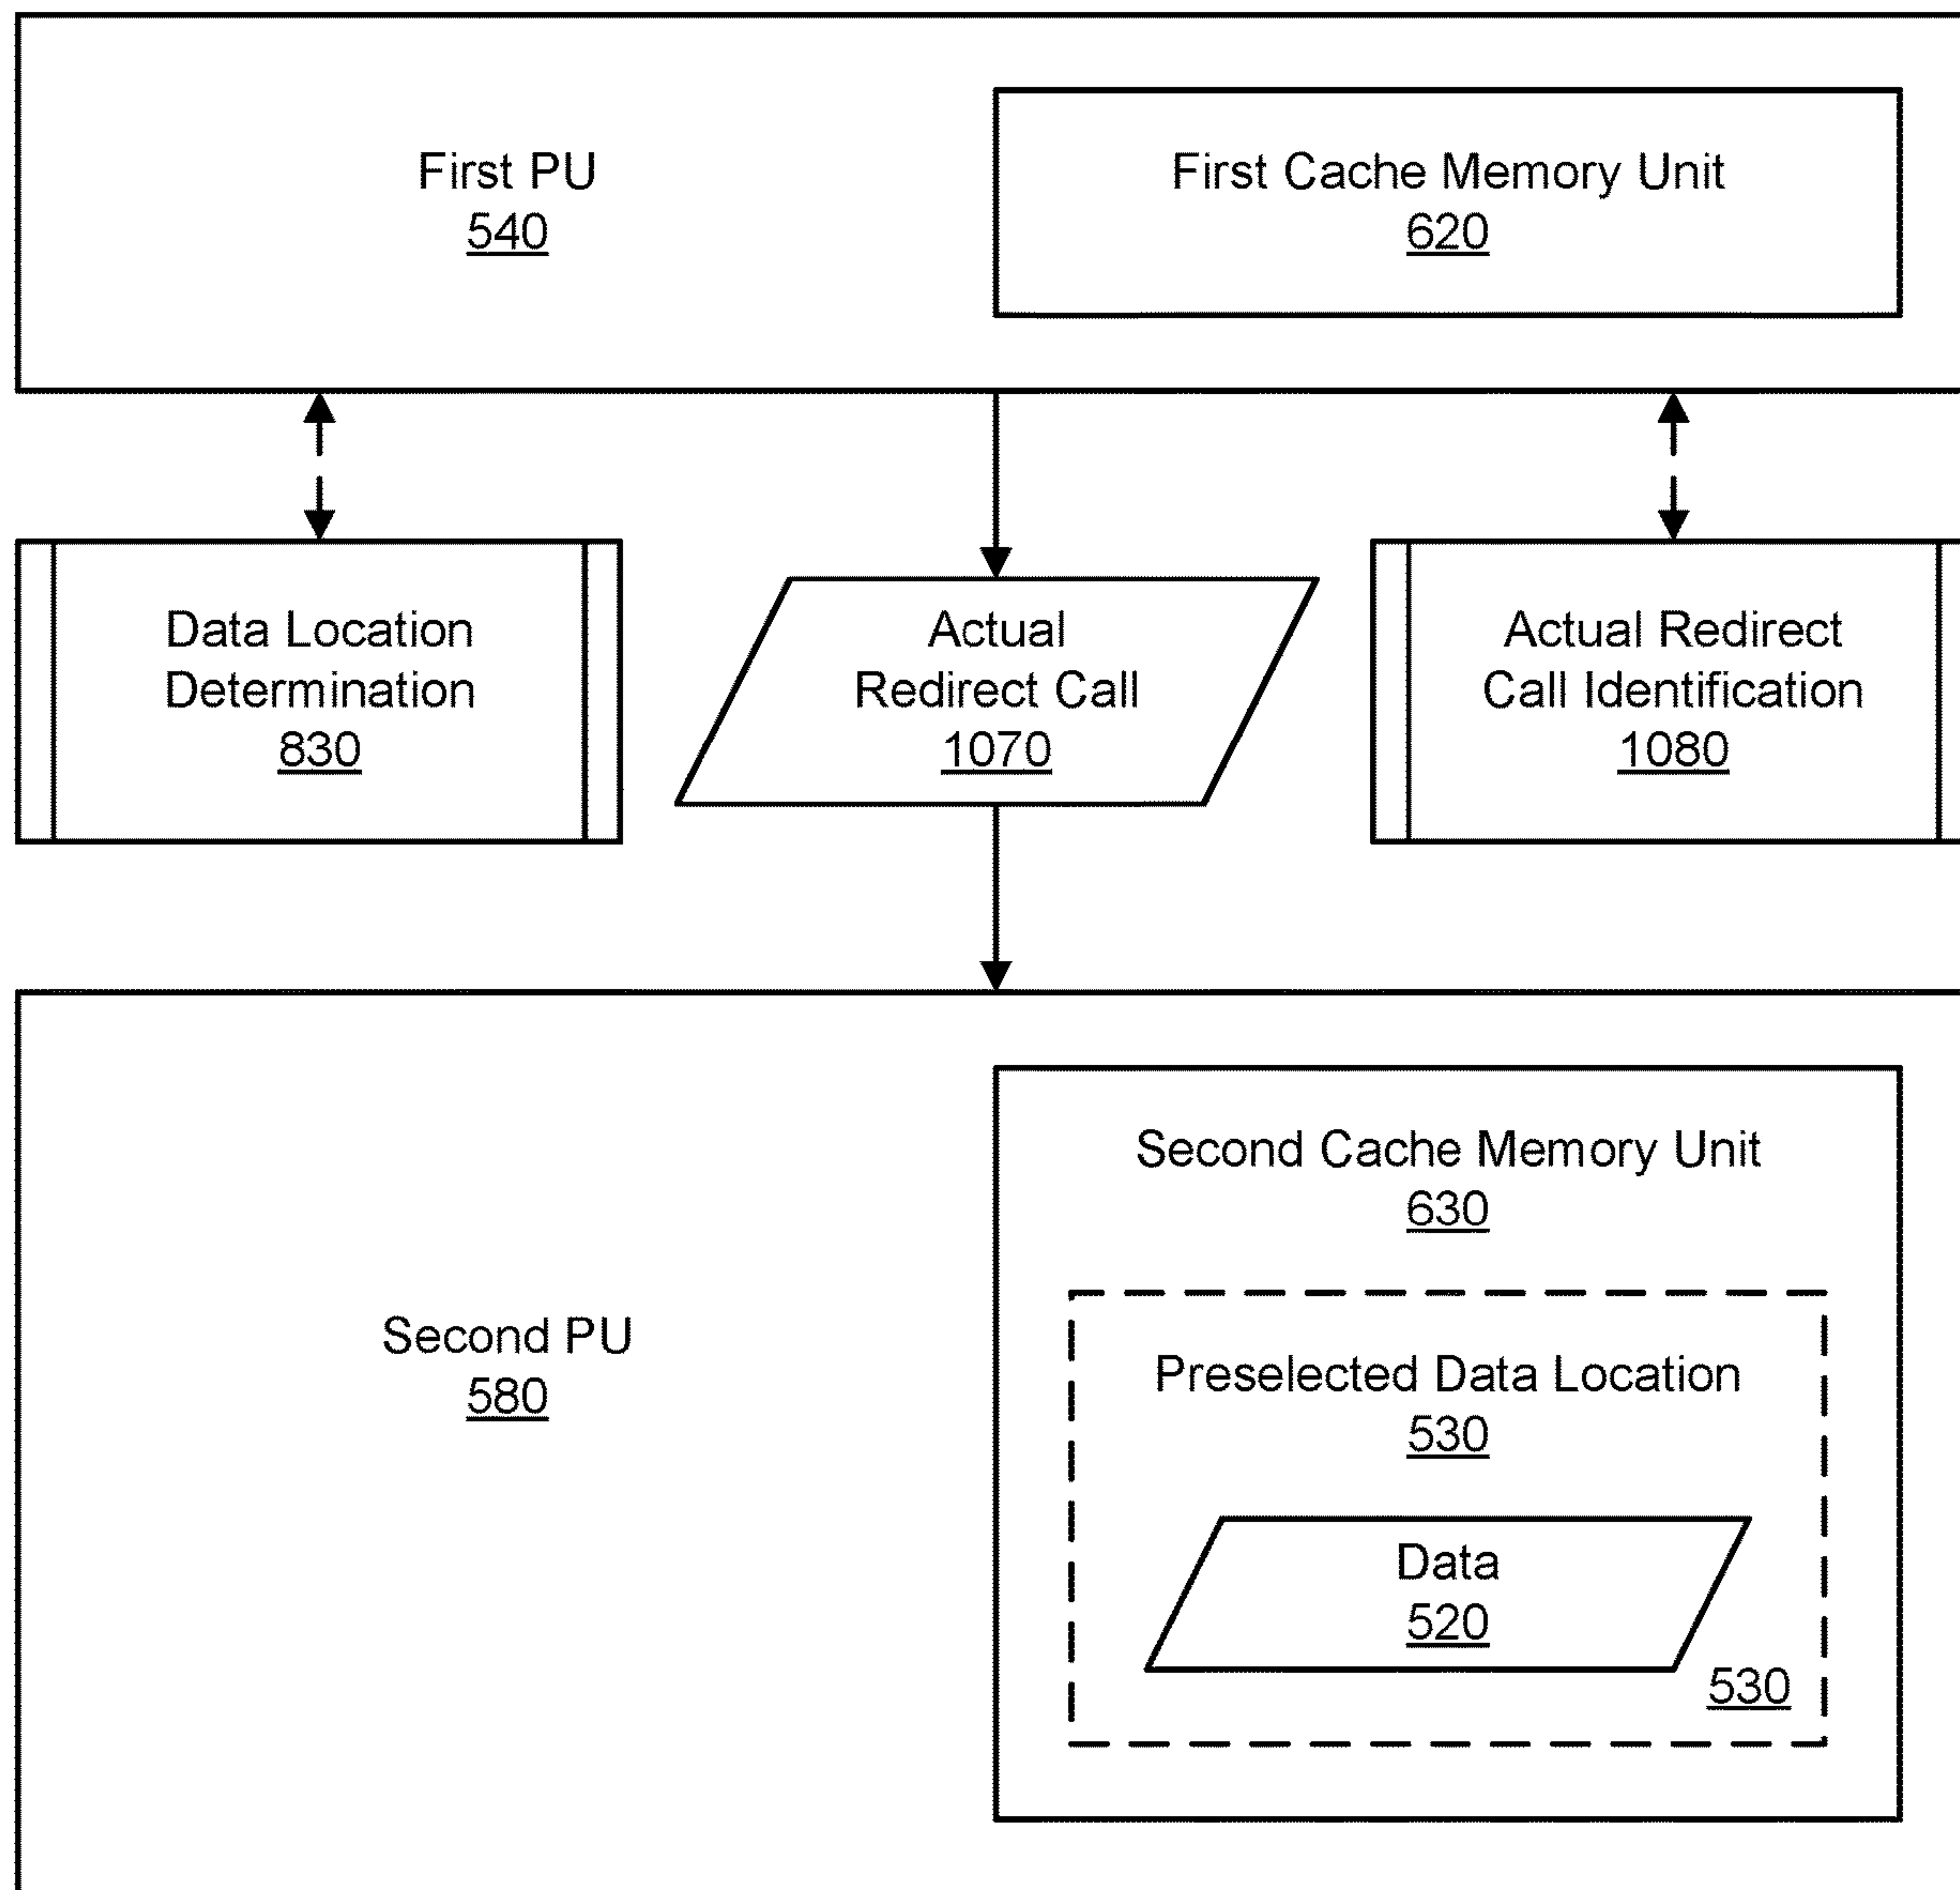 First PU
540
First Cache Memory Unit
620
Data Location
Determination
830
Actual
Redirect Call
1070
Actual Redirect
Call Identification
1080
Second PU
580
Second Cache Memory Unit
630
Preselected Data Location
530
Data
520
530